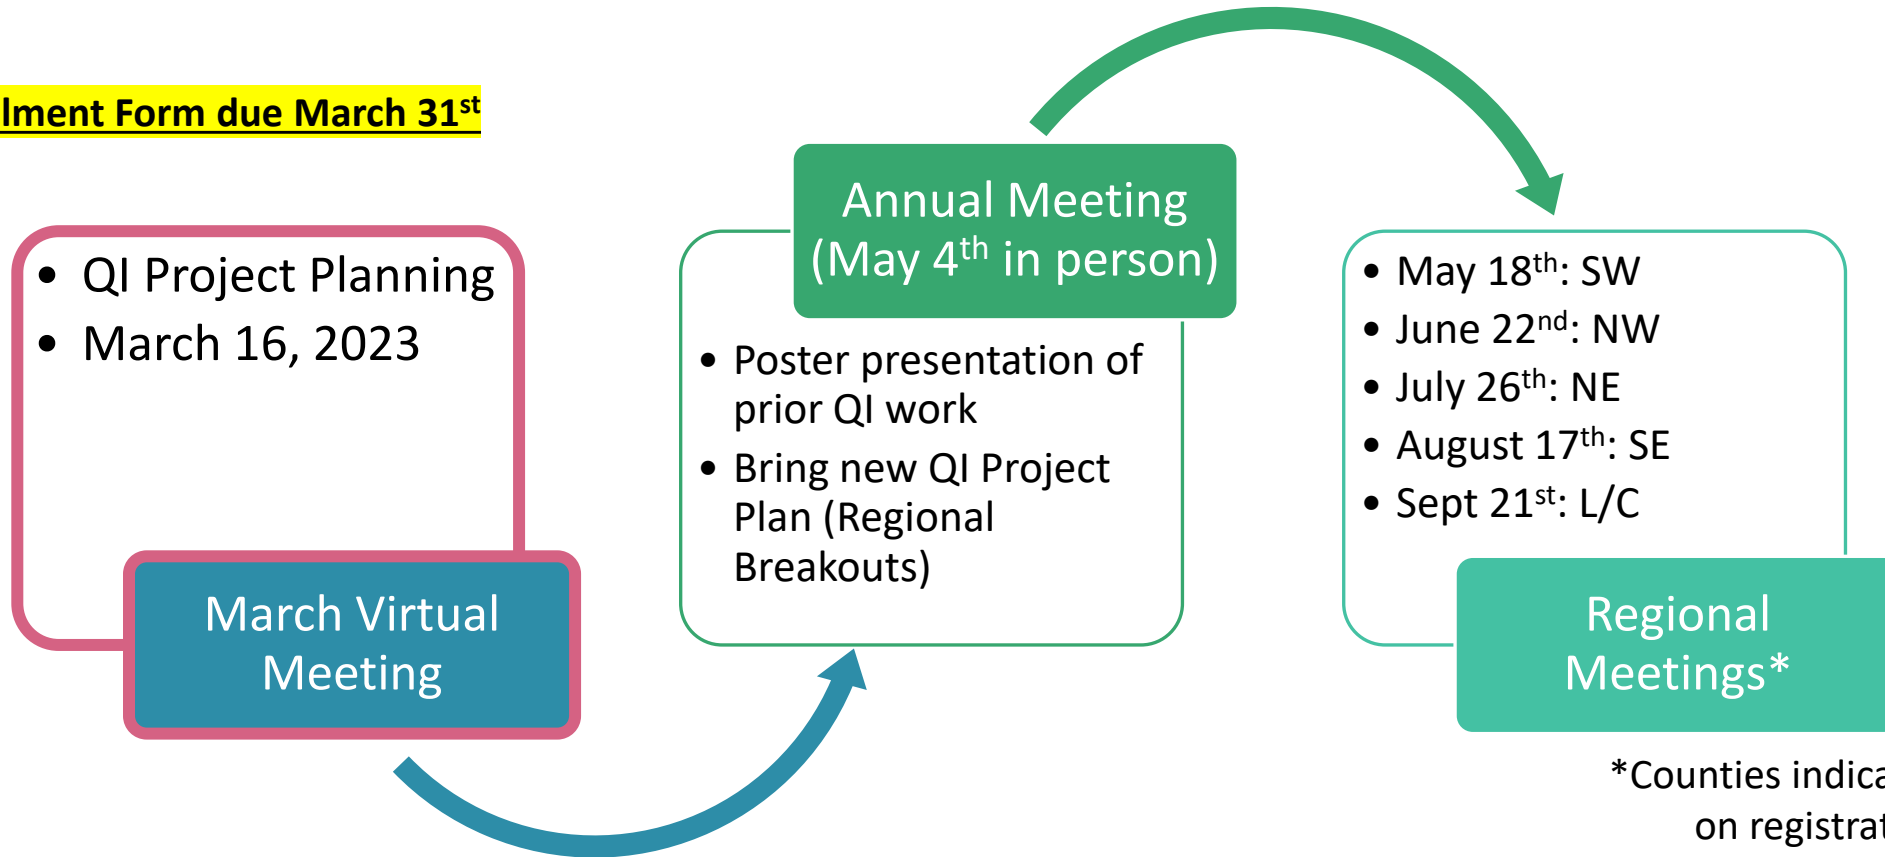 lment Form due March 31st
• QI Project Planning
• March 16, 2023
March Virtual
Meeting
Annual Meeting
(May 4th in person)
• Poster presentation of
prior QI work
• Bring new QI Project
Plan (Regional
Breakouts)
• May 18th: SW
• June 22nd: NW
• July 26th: NE
• August 17th: SE
• Sept 21st: L/C
Regional
Meetings*
*Counties indica
on registrat